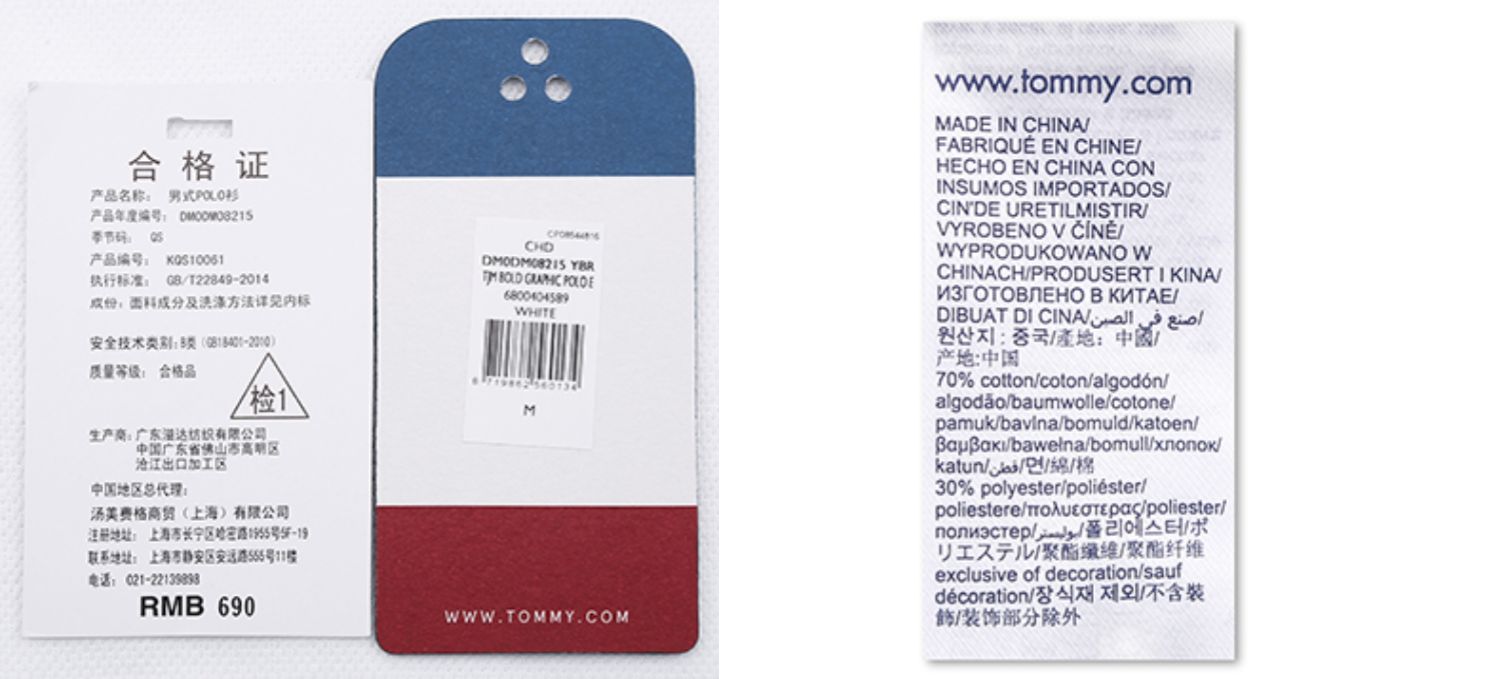 合格证
产品名称: 男式POLO衫
产品年度编号: DM0DM08215
季节码: QS
产品编号: KQS10061
执行标准: GB/T22849-2014
成份: 面料成分及洗涤方法详见内标
安全技术类别:B类 (GB18401-2010)
质量等级: 合格品
检1
生产商: 广东溢达纺织有限公司
中国广东省佛山市高明区
沧江出口加工区
中国地区总代理:
汤美费格商贸 (上海) 有限公司
注册地址: 上海市长宁区哈密路1955号5F-19
联系地址: 上海市静安区安远路555号11楼
电话: 021-22139898
RMB 690
CP08544816
CHD
DM0DM08215 YBR
TJM BOLD GRAPHIC POLO E
6800404589
WHITE
8 719862 560134
M
WWW.TOMMY.COM
www.tommy.com
MADE IN CHINA/
FABRIQUÉ EN CHINE/
HECHO EN CHINA CON
INSUMOS IMPORTADOS/
CIN'DE URETILMISTIR/
VYROBENO V ČÍNĚ/
WYPRODUKOWANO W
CHINACH/PRODUSERT I KINA/
ИЗГОТОВЛЕНО В КИТАЕ/
DIBUAT DI CINA/صنع في الصين/
원산지 : 중국/產地: 中國/
产地:中国
70% cotton/coton/algodón/
algodão/baumwolle/cotone/
pamuk/bavlna/bomuld/katoen/
βαμβακι/bawełna/bomull/хлопок/
katun/قطن/면/綿/棉
30% polyester/poliéster/
poliestere/πολυεστερας/poliester/
полиэстер/بوليستر/폴리에스터/ポ
リエステル/聚酯纖維/聚酯纤维
exclusive of decoration/sauf
décoration/장식재 제외/不含裝
飾/装饰部分除外